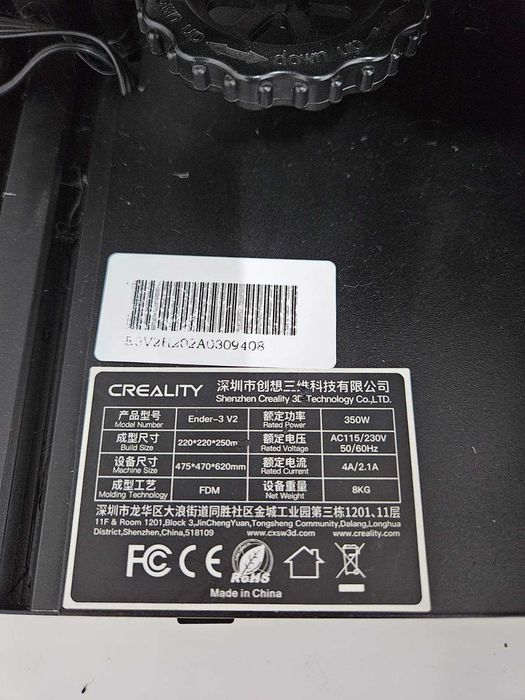 down up
down up
E3V2H202A0309408
CREALITY 深圳市创想三维科技有限公司
Shenzhen Creality 3D Technology Co.,LTD.
产品型号 Model Number Ender-3 V2 额定功率 Rated Power 350W
成型尺寸 Build Size 220*220*250mm 额定电压 Rated Voltage AC115/230V 50/60Hz
设备尺寸 Machine Size 475*470*620mm 额定电流 Rated Current 4A/2.1A
成型工艺 Molding Technology FDM 设备重量 Net Weight 8KG
深圳市龙华区大浪街道同胜社区金城工业园第三栋1201、11层
11F & Room 1201,Block 3,JinChengYuan,Tongsheng Community,Dalang,Longhua
District,Shenzhen,China,518109 www.cxsw3d.com www.creality.com
FC CE RoHS
Made in China